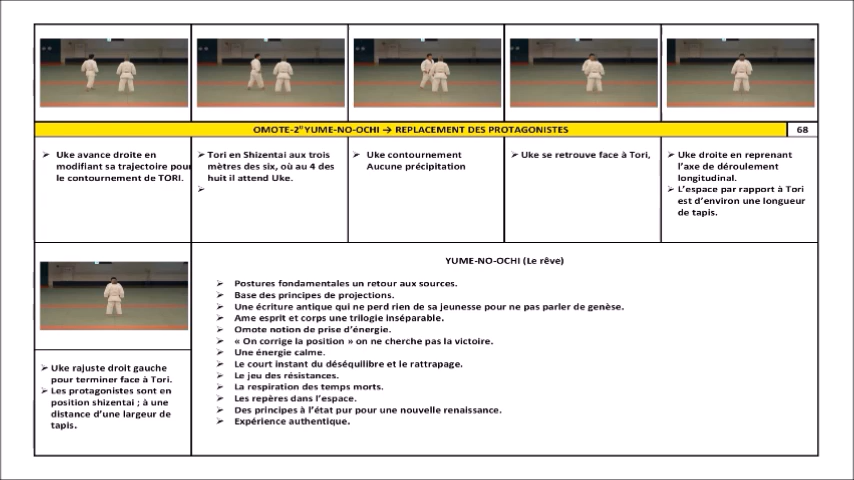 OMOTE-2° YUME-NO-OCHI → REPLACEMENT DES PROTAGONISTES
68
➢ Uke avance droite en
modifiant sa trajectoire pour
le contournement de TORI.
➢ Tori en Shizentai aux trois
mètres des six, où au 4 des
huit il attend Uke.
➢
➢ Uke contournement
Aucune précipitation
➢ Uke se retrouve face à Tori,
➢ Uke droite en reprenant
l'axe de déroulement
longitudinal.
➢ L'espace par rapport à Tori
est d'environ une longueur
de tapis.
➢ Uke rajuste droit gauche
pour terminer face à Tori.
➢ Les protagonistes sont en
position shizentai ; à une
distance d'une largeur de
tapis.
YUME-NO-OCHI (Le rêve)
➢ Postures fondamentales un retour aux sources.
➢ Base des principes de projections.
➢ Une écriture antique qui ne perd rien de sa jeunesse pour ne pas parler de genèse.
➢ Ame esprit et corps une trilogie inséparable.
➢ Omote notion de prise d'énergie.
➢ « On corrige la position » on ne cherche pas la victoire.
➢ Une énergie calme.
➢ Le court instant du déséquilibre et le rattrapage.
➢ Le jeu des résistances.
➢ La respiration des temps morts.
➢ Les repères dans l'espace.
➢ Des principes à l'état pur pour une nouvelle renaissance.
➢ Expérience authentique.